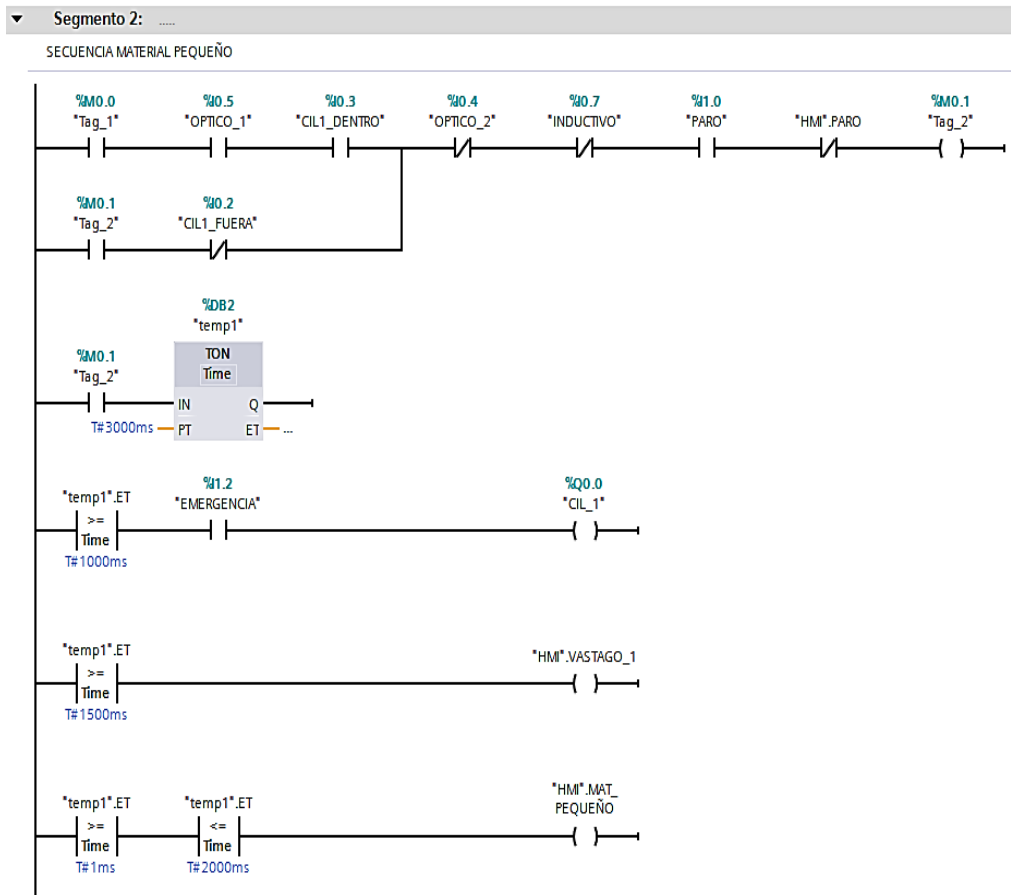 Segmento 2: .....
SECUENCIA MATERIAL PEQUEÑO
%M0.0 %I0.5 %I0.3 %I0.4 %I0.7 %I1.0 %M0.1
"Tag_1" "OPTICO_1" "CIL1_DENTRO" "OPTICO_2" "INDUCTIVO" "PARO" "HMI".PARO "Tag_2"
%M0.1 %I0.2
"Tag_2" "CIL1_FUERA"
%DB2
"temp1"
%M0.1 TON
"Tag_2" Time
IN Q
T#3000ms PT ET ...
%I1.2 %Q0.0
"temp1".ET "EMERGENCIA" "CIL_1"
>=
Time
T#1000ms
"temp1".ET "HMI".VASTAGO_1
>=
Time
T#1500ms
"HMI".MAT_
"temp1".ET "temp1".ET PEQUEÑO
>= <=
Time Time
T#1ms T#2000ms